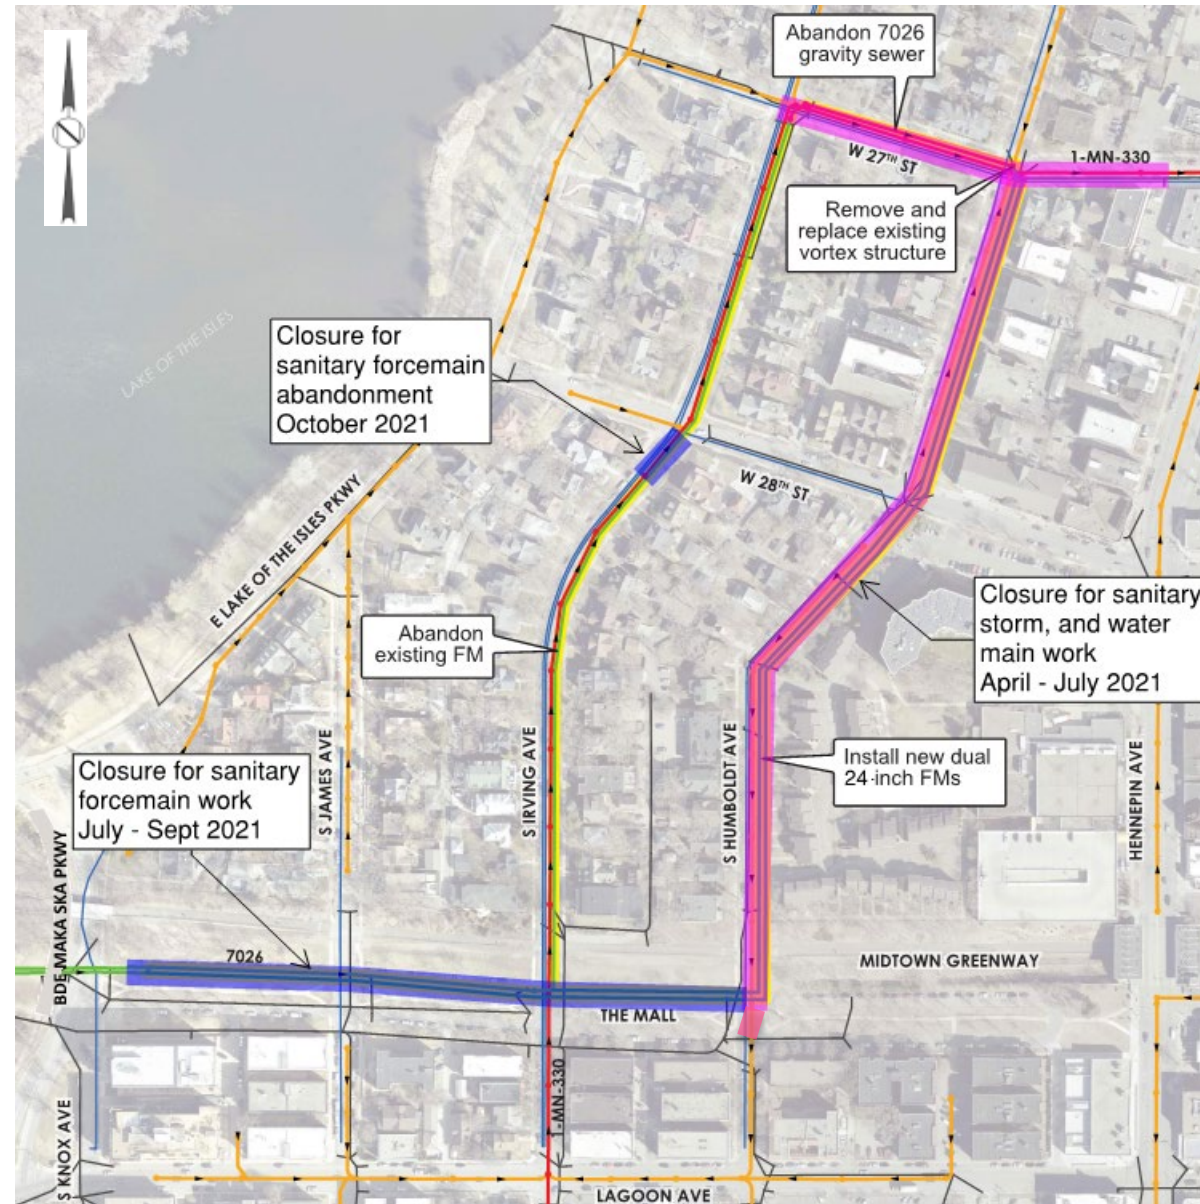 Abandon 7026
gravity sewer
W 27TH ST
1-MN-330
Remove and
replace existing
vortex structure
LAKE OF THE ISLES
Closure for
sanitary forcemain
abandonment
October 2021
W 28TH ST
E LAKE OF THE ISLES PKWY
Closure for sanitary
storm, and water
main work
April - July 2021
Abandon
existing FM
S JAMES AVE
S IRVING AVE
S HUMBOLDT AVE
Install new dual
24-inch FMs
HENNEPIN AVE
Closure for sanitary
forcemain work
July - Sept 2021
BDE MAKA SKA PKWY
7026
MIDTOWN GREENWAY
THE MALL
1-MN-330
S KNOX AVE
LAGOON AVE